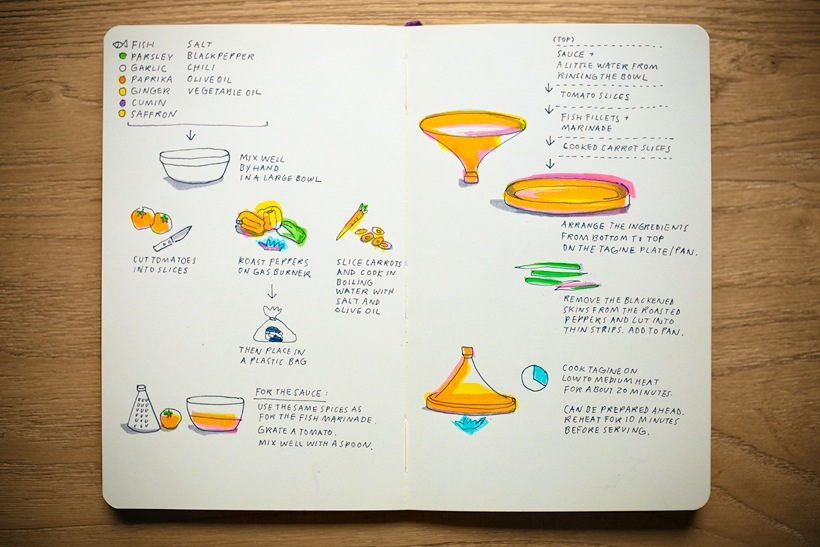 FISH
PARSLEY
GARLIC
PAPRIKA
GINGER
CUMIN
SAFFRON
SALT
BLACK PEPPER
CHILI
OLIVE OIL
VEGETABLE OIL
MIX WELL
BY HAND
IN A LARGE BOWL
CUT TOMATOES
INTO SLICES
ROAST PEPPERS
ON GAS BURNER
SLICE CARROTS
AND COOK IN
BOILING
WATER WITH
SALT AND
OLIVE OIL
THEN PLACE IN
A PLASTIC BAG
FOR THE SAUCE:
USE THE SAME SPICES AS
FOR THE FISH MARINADE.
GRATE A TOMATO.
MIX WELL WITH A SPOON.
(TOP)
SAUCE +
A LITTLE WATER FROM
RINSING THE BOWL
TOMATO SLICES
FISH FILLETS +
MARINADE
COOKED CARROT SLICES
ARRANGE THE INGREDIENTS
FROM BOTTOM TO TOP
ON THE TAGINE PLATE/PAN.
REMOVE THE BLACKENED
SKINS FROM THE ROASTED
PEPPERS AND CUT INTO
THIN STRIPS. ADD TO PAN.
COOK TAGINE ON
LOW TO MEDIUM HEAT
FOR ABOUT 20 MINUTES.
CAN BE PREPARED AHEAD.
REHEAT FOR 10 MINUTES
BEFORE SERVING.